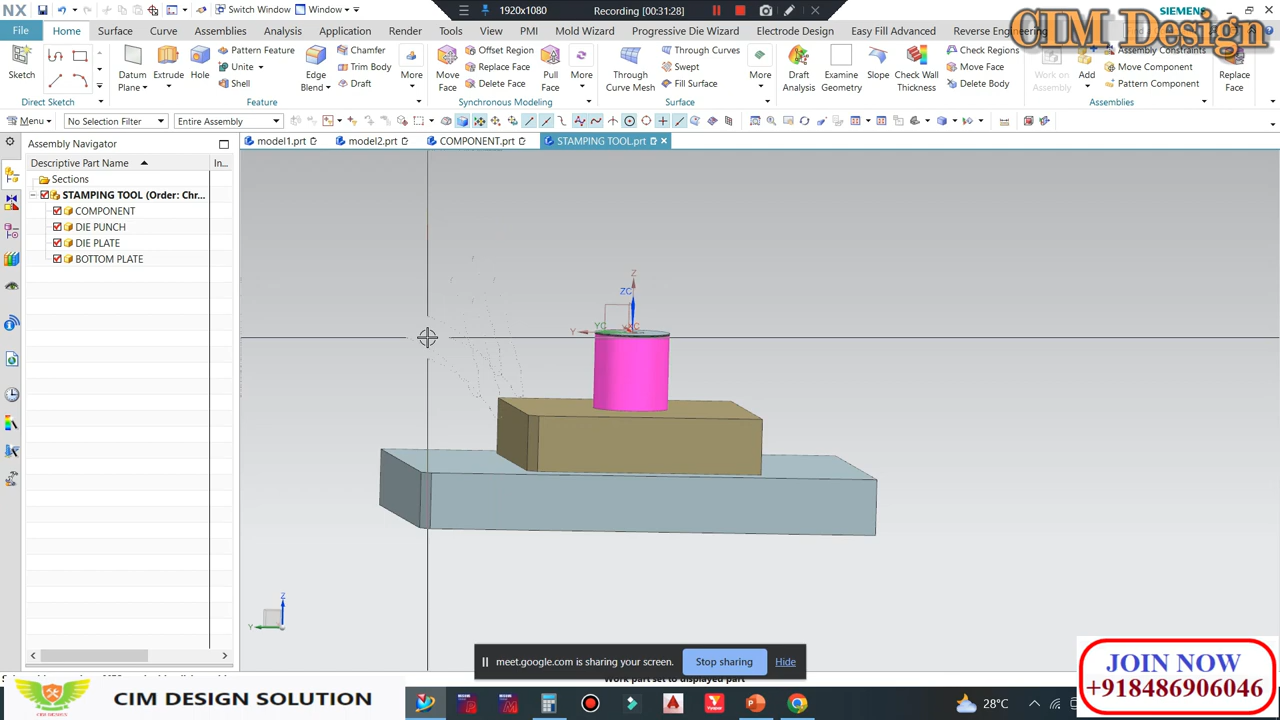 NX
Switch Window
Window
1920x1080
Recording [00:31:28]
SIEMENS
CIM Design
File
Home
Surface
Curve
Assemblies
Analysis
Application
Render
Tools
View
PMI
Mold Wizard
Progressive Die Wizard
Electrode Design
Easy Fill Advanced
Reverse Engineering
Sketch
Datum Plane
Extrude
Hole
Pattern Feature
Unite
Shell
Edge Blend
Chamfer
Trim Body
Draft
More
Move Face
Offset Region
Replace Face
Delete Face
Pull Face
More
Through Curve Mesh
Through Curves
Swept
Fill Surface
More
Draft Analysis
Examine Geometry
Slope
Check Wall Thickness
Check Regions
Move Face
Delete Body
Work on Assembly
Add
Assembly Constraints
Move Component
Pattern Component
Replace Face
Direct Sketch
Feature
Synchronous Modeling
Surface
Assemblies
Menu
No Selection Filter
Entire Assembly
Assembly Navigator
model1.prt
model2.prt
COMPONENT.prt
STAMPING TOOL.prt
Descriptive Part Name
In...
Sections
STAMPING TOOL (Order: Chr...
COMPONENT
DIE PUNCH
DIE PLATE
BOTTOM PLATE
Z
ZC
Y
YC
Z
Y
meet.google.com is sharing your screen.
Stop sharing
Hide
Work part set to displayed part
JOIN NOW
+918486906046
CIM DESIGN SOLUTION
28°C